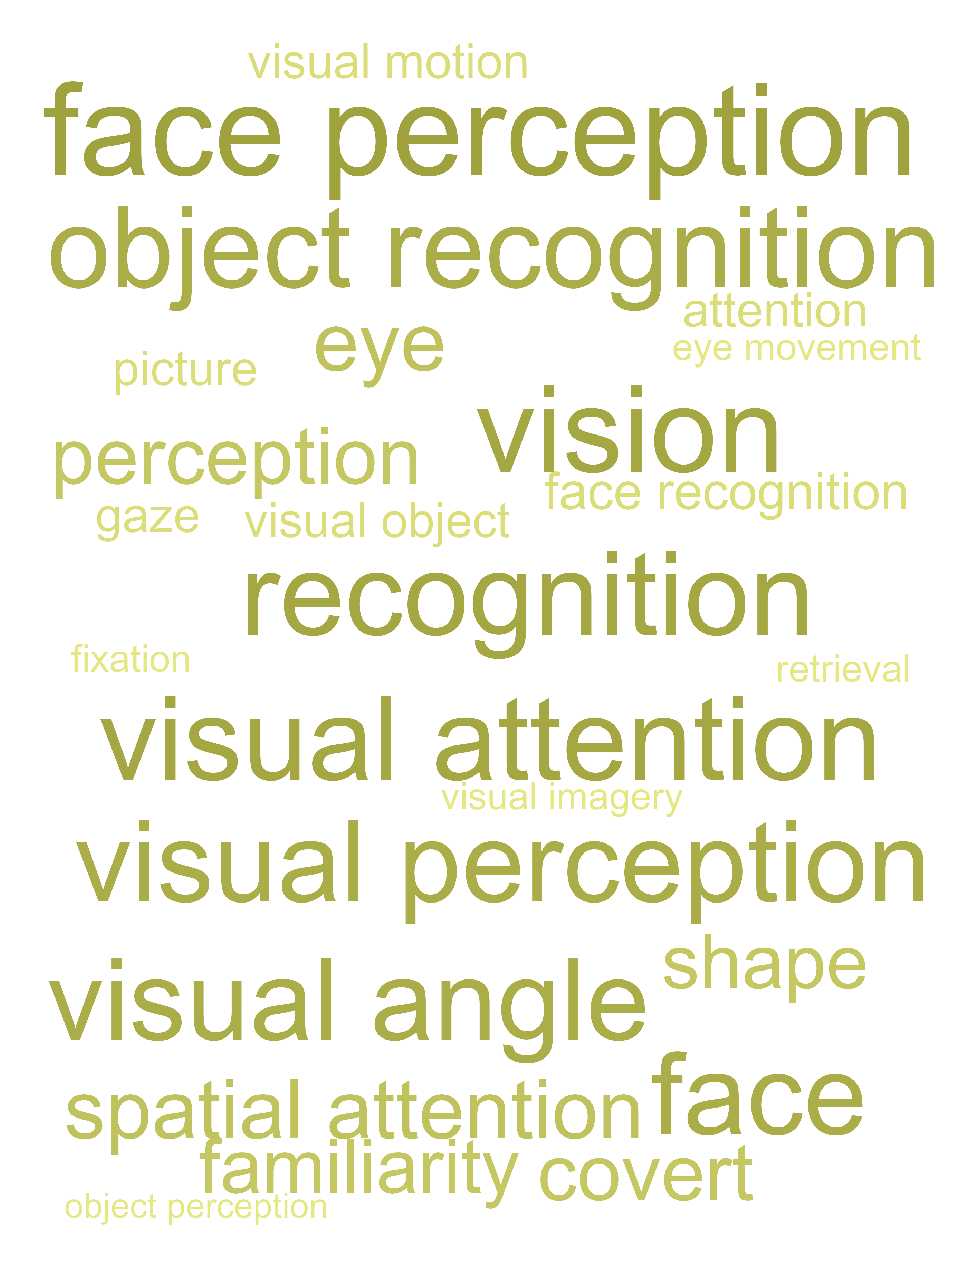 visual motion
face perception
object recognition
attention
eye
eye movement
picture
vision
perception
face recognition
gaze
visual object
recognition
fixation
retrieval
visual attention
visual imagery
visual perception
shape
visual angle
face
spatial attention
familiarity
covert
object perception